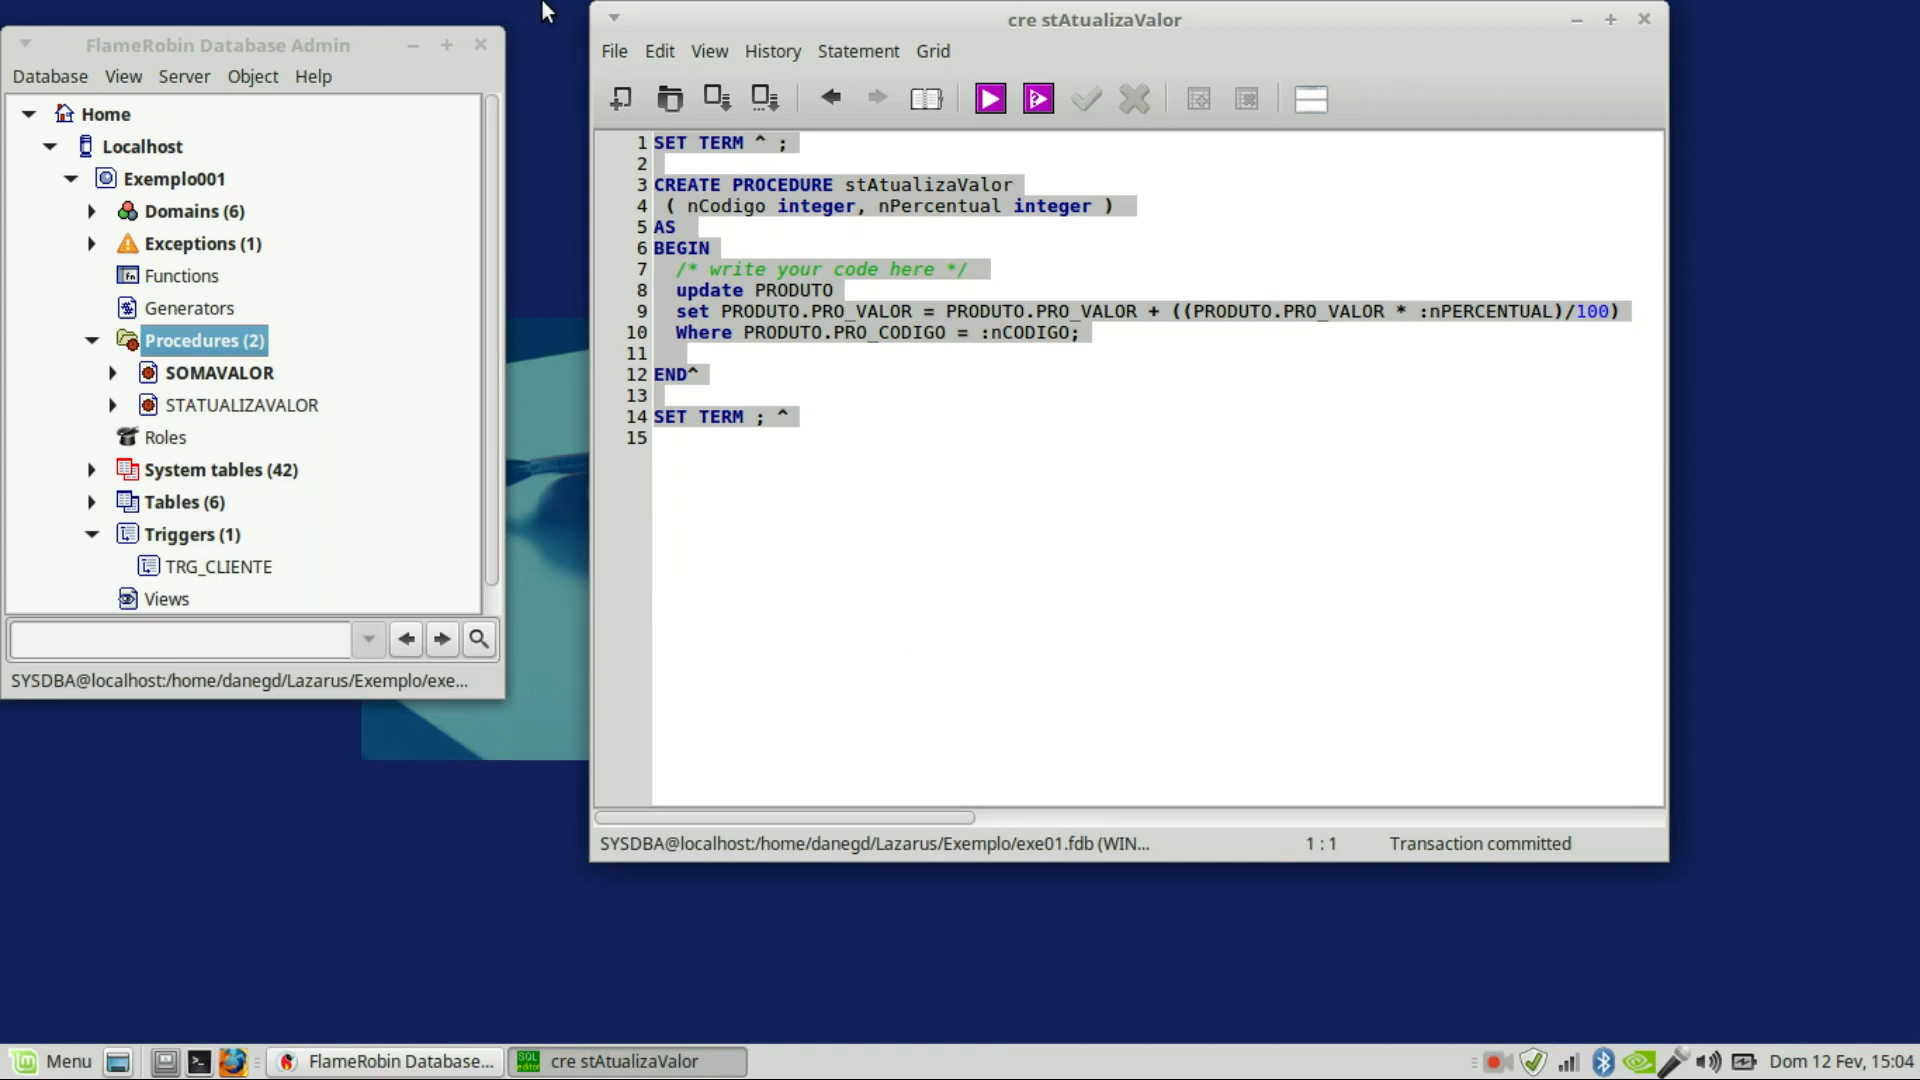 FlameRobin Database Admin
Database View Server Object Help
Home
Localhost
Exemplo001
Domains (6)
Exceptions (1)
fn Functions
Generators
Procedures (2)
SOMAVALOR
STATUALIZAVALOR
Roles
System tables (42)
Tables (6)
Triggers (1)
TRG_CLIENTE
Views
SYSDBA@localhost:/home/danegd/Lazarus/Exemplo/exe...
cre stAtualizaValor
File Edit View History Statement Grid
1 SET TERM ^ ;
2
3 CREATE PROCEDURE stAtualizaValor
4 ( nCodigo integer, nPercentual integer )
5 AS
6 BEGIN
7 /* write your code here */
8 update PRODUTO
9 set PRODUTO.PRO_VALOR = PRODUTO.PRO_VALOR + ((PRODUTO.PRO_VALOR * :nPERCENTUAL)/100)
10 Where PRODUTO.PRO_CODIGO = :nCODIGO;
11
12 END^
13
14 SET TERM ; ^
15
SYSDBA@localhost:/home/danegd/Lazarus/Exemplo/exe01.fdb (WIN... 1 : 1 Transaction committed
Menu FlameRobin Database... SQL editor cre stAtualizaValor Dom 12 Fev, 15:04